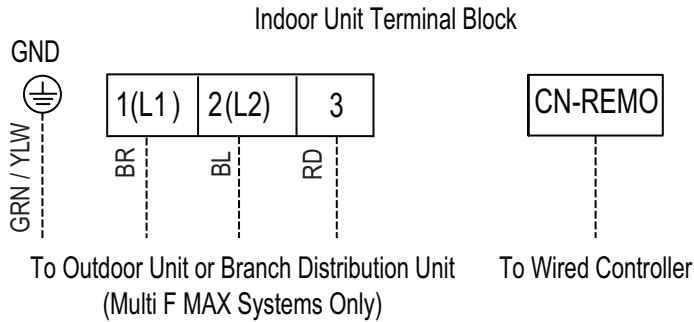 Indoor Unit Terminal Block
GND
1(L1)
2(L2)
3
CN-REMO
GRN / YLW
BR
BL
RD
To Outdoor Unit or Branch Distribution Unit
(Multi F MAX Systems Only)
To Wired Controller